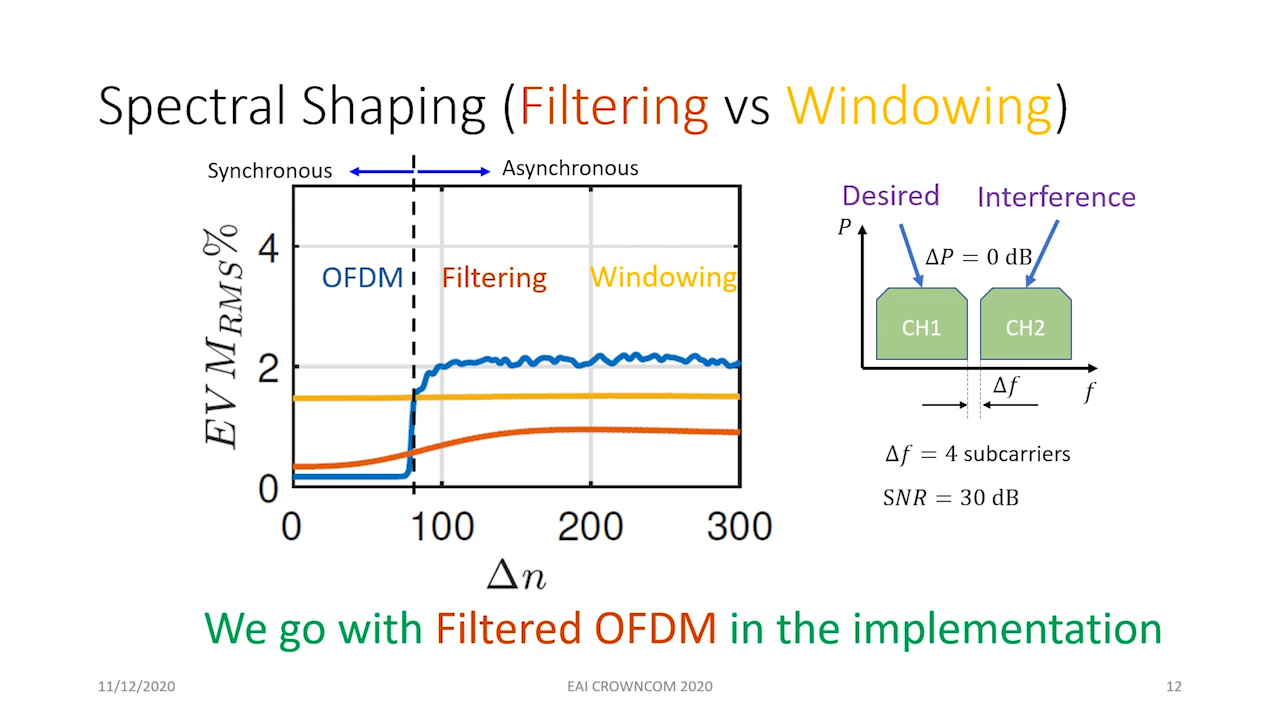 Spectral Shaping (Filtering vs Windowing)
Synchronous
Asynchronous
EVM_{RMS}%
4
2
0
OFDM
Filtering
Windowing
0
100
200
300
Δn
Desired
Interference
P
ΔP = 0 dB
CH1
CH2
Δf
f
Δf = 4 subcarriers
SNR = 30 dB
We go with Filtered OFDM in the implementation
11/12/2020
EAI CROWNCOM 2020
12